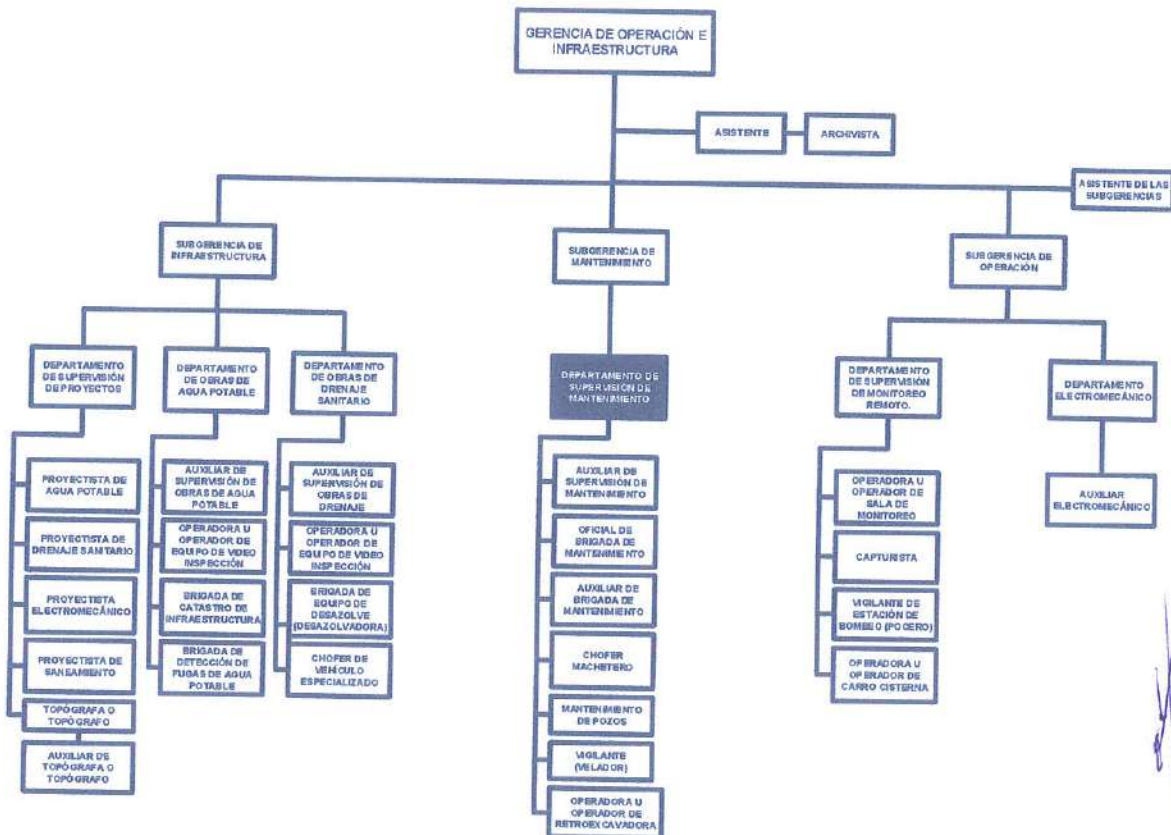 GERENCIA DE OPERACIÓN E
INFRAESTRUCTURA
ASISTENTE
ARCHIVISTA
ASISTENTE DE LAS
SUBGERENCIAS
SUBGERENCIA DE
INFRAESTRUCTURA
SUBGERENCIA DE
MANTENIMIENTO
SUBGERENCIA DE
OPERACIÓN
DEPARTAMENTO
DE SUPERVISIÓN
DE PROYECTOS
DEPARTAMENTO
DE OBRAS DE
AGUA POTABLE
DEPARTAMENTO
DE OBRAS DE
DRENAJE
SANITARIO
DEPARTAMENTO DE
SUPERVISIÓN DE
MANTENIMIENTO
DEPARTAMENTO
DE SUPERVISIÓN
DE MONITOREO
REMOTO.
DEPARTAMENTO
ELECTROMECÁNICO
PROYECTISTA DE
AGUA POTABLE
PROYECTISTA DE
DRENAJE SANITARIO
PROYECTISTA
ELECTROMECÁNICO
PROYECTISTA DE
SANEAMIENTO
TOPÓGRAFA O
TOPÓGRAFO
AUXILIAR DE
TOPÓGRAFA O
TOPÓGRAFO
AUXILIAR DE
SUPERVISIÓN DE
OBRAS DE AGUA
POTABLE
OPERADORA U
OPERADOR DE
EQUIPO DE VIDEO
INSPECCIÓN
BRIGADA DE
CATASTRO DE
INFRAESTRUCTURA
BRIGADA DE
DETECCIÓN DE
FUGAS DE AGUA
POTABLE
AUXILIAR DE
SUPERVISIÓN DE
OBRAS DE
DRENAJE
OPERADORA U
OPERADOR DE
EQUIPO DE VIDEO
INSPECCIÓN
BRIGADA DE
EQUIPO DE
DESAZOLVE
(DESAZOLVADORA)
CHOFER DE
VEHÍCULO
ESPECIALIZADO
AUXILIAR DE
SUPERVISIÓN DE
MANTENIMIENTO
OFICIAL DE
BRIGADA DE
MANTENIMIENTO
AUXILIAR DE
BRIGADA DE
MANTENIMIENTO
CHOFER
MACHETERO
MANTENIMIENTO
DE POZOS
VIGILANTE
(VELADOR)
OPERADORA U
OPERADOR DE
RETROEXCAVADORA
OPERADORA U
OPERADOR DE
SALA DE
MONITOREO
CAPTURISTA
VIGILANTE DE
ESTACIÓN DE
BOMBEO (POCERO)
OPERADORA U
OPERADOR DE
CARRO CISTERNA
AUXILIAR
ELECTROMECÁNICO